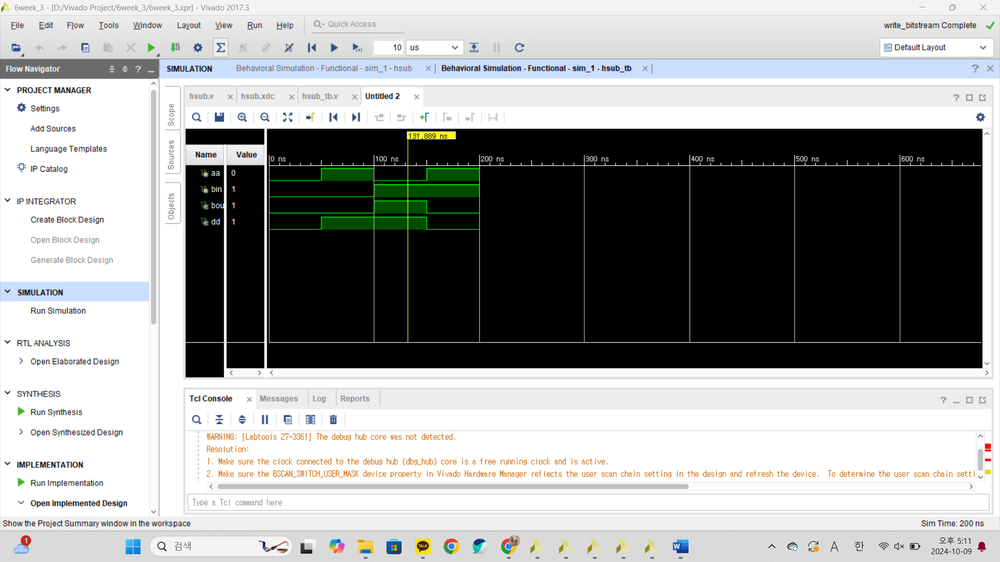 6week_3 - [D:/Vivado Project/6week_3/6week_3.xpr] - Vivado 2017.3
File Edit Flow Tools Window Layout View Run Help Quick Access
write_bitstream Complete
10 us
Default Layout
Flow Navigator
PROJECT MANAGER
Settings
Add Sources
Language Templates
IP Catalog
IP INTEGRATOR
Create Block Design
Open Block Design
Generate Block Design
SIMULATION
Run Simulation
RTL ANALYSIS
Open Elaborated Design
SYNTHESIS
Run Synthesis
Open Synthesized Design
IMPLEMENTATION
Run Implementation
Open Implemented Design
SIMULATION
Behavioral Simulation - Functional - sim_1 - hsub
Behavioral Simulation - Functional - sim_1 - hsub_tb
Scope
Sources
Objects
hsub.v
hsub.xdc
hsub_tb.v
Untitled 2
131,889 ns
Name Value
0 ns 100 ns 200 ns 300 ns 400 ns 500 ns 600 ns
aa 0
bin 1
bou 1
dd 1
Tcl Console
Messages
Log
Reports
WARNING: [Labtools 27-3361] The debug hub core was not detected.
Resolution:
1. Make sure the clock connected to the debug hub (dbg_hub) core is a free running clock and is active.
2. Make sure the BSCAN_SWITCH_USER_MASK device property in Vivado Hardware Manager reflects the user scan chain setting in the design and refresh the device.  To determine the user scan chain setti
Type a Tcl command here
Show the Project Summary window in the workspace
Sim Time: 200 ns
1
검색
TALK
W
A
한
오후 5:11
2024-10-09